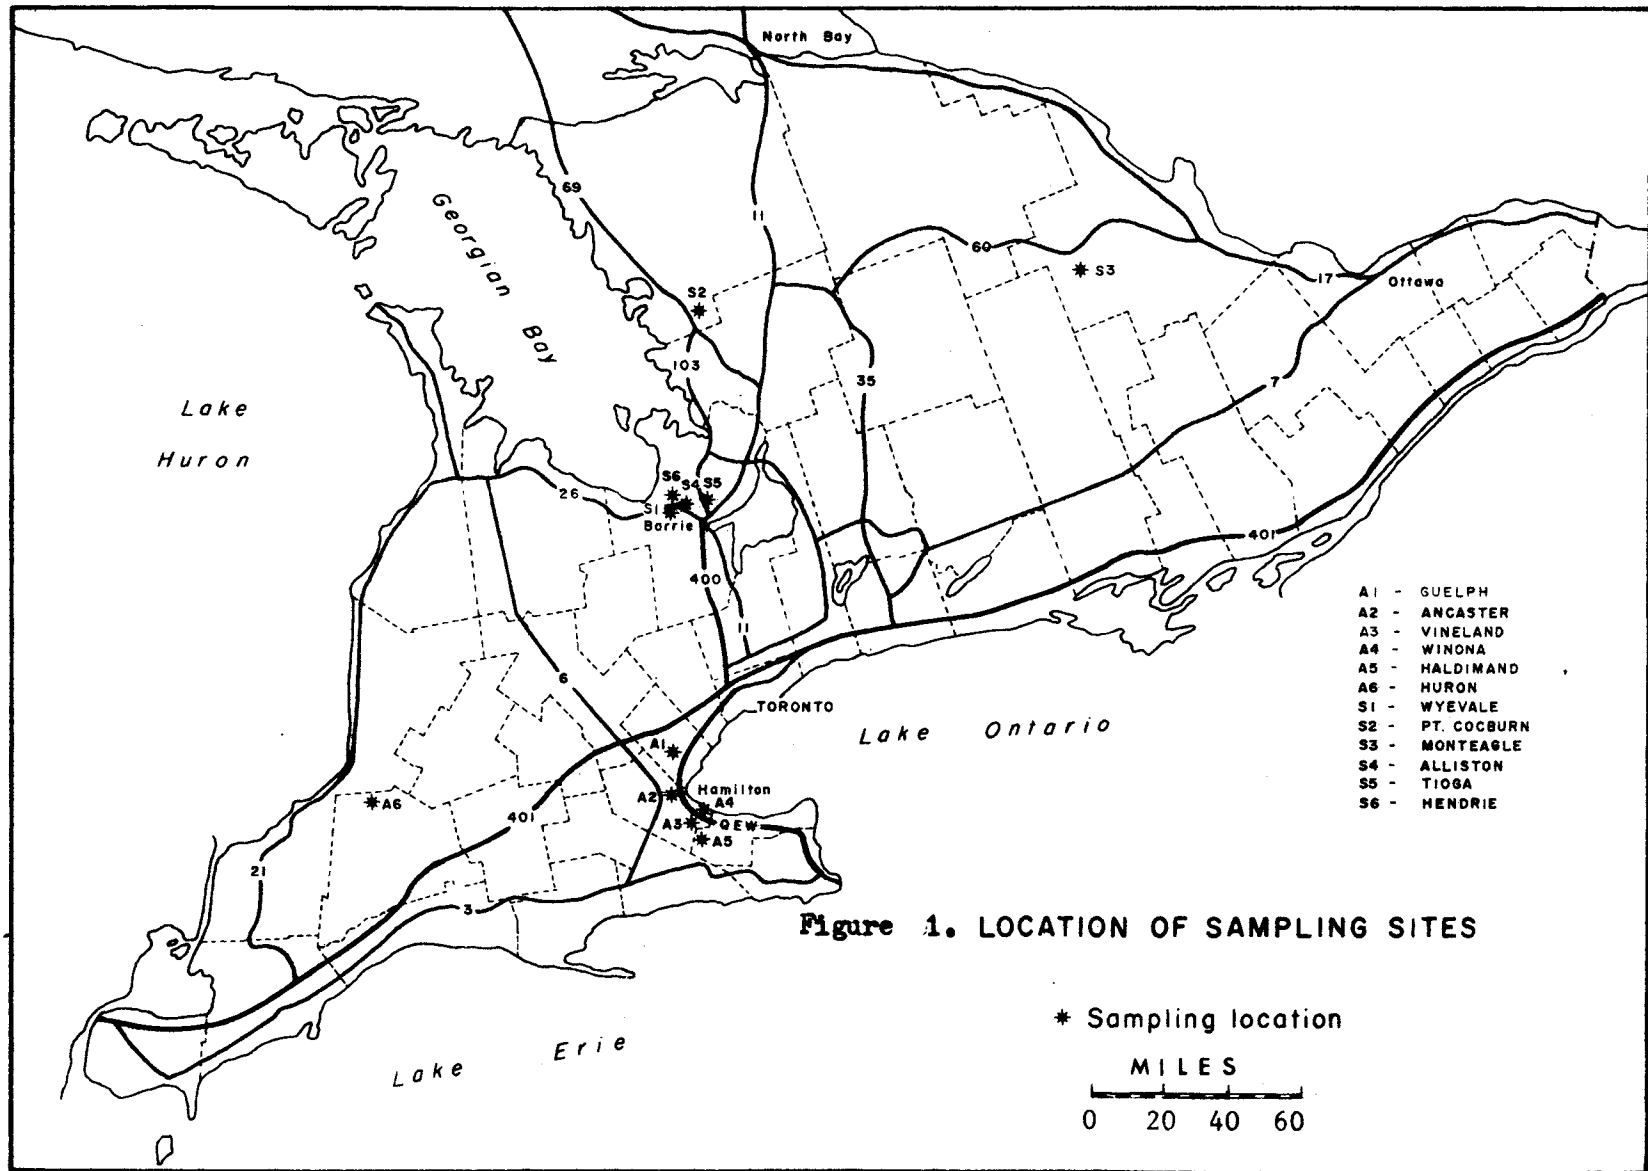 North Bay
69
Georgian Bay
11
60
S3
17
Ottawa
S2
103
35
7
Lake
Huron
26
S6
S4
S5
S1
Barrie
401
400
11
A1 - GUELPH
A2 - ANCASTER
A3 - VINELAND
A4 - WINONA
A5 - HALDIMAND
A6 - HURON
S1 - WYEVALE
S2 - PT. COCBURN
S3 - MONTEAGLE
S4 - ALLISTON
S5 - TIOGA
S6 - HENDRIE
6
TORONTO
Lake Ontario
A1
A2
Hamilton
A4
A3
QEW
A5
A6
401
21
3
Figure 1. LOCATION OF SAMPLING SITES
Lake Erie
* Sampling location
MILES
0 20 40 60